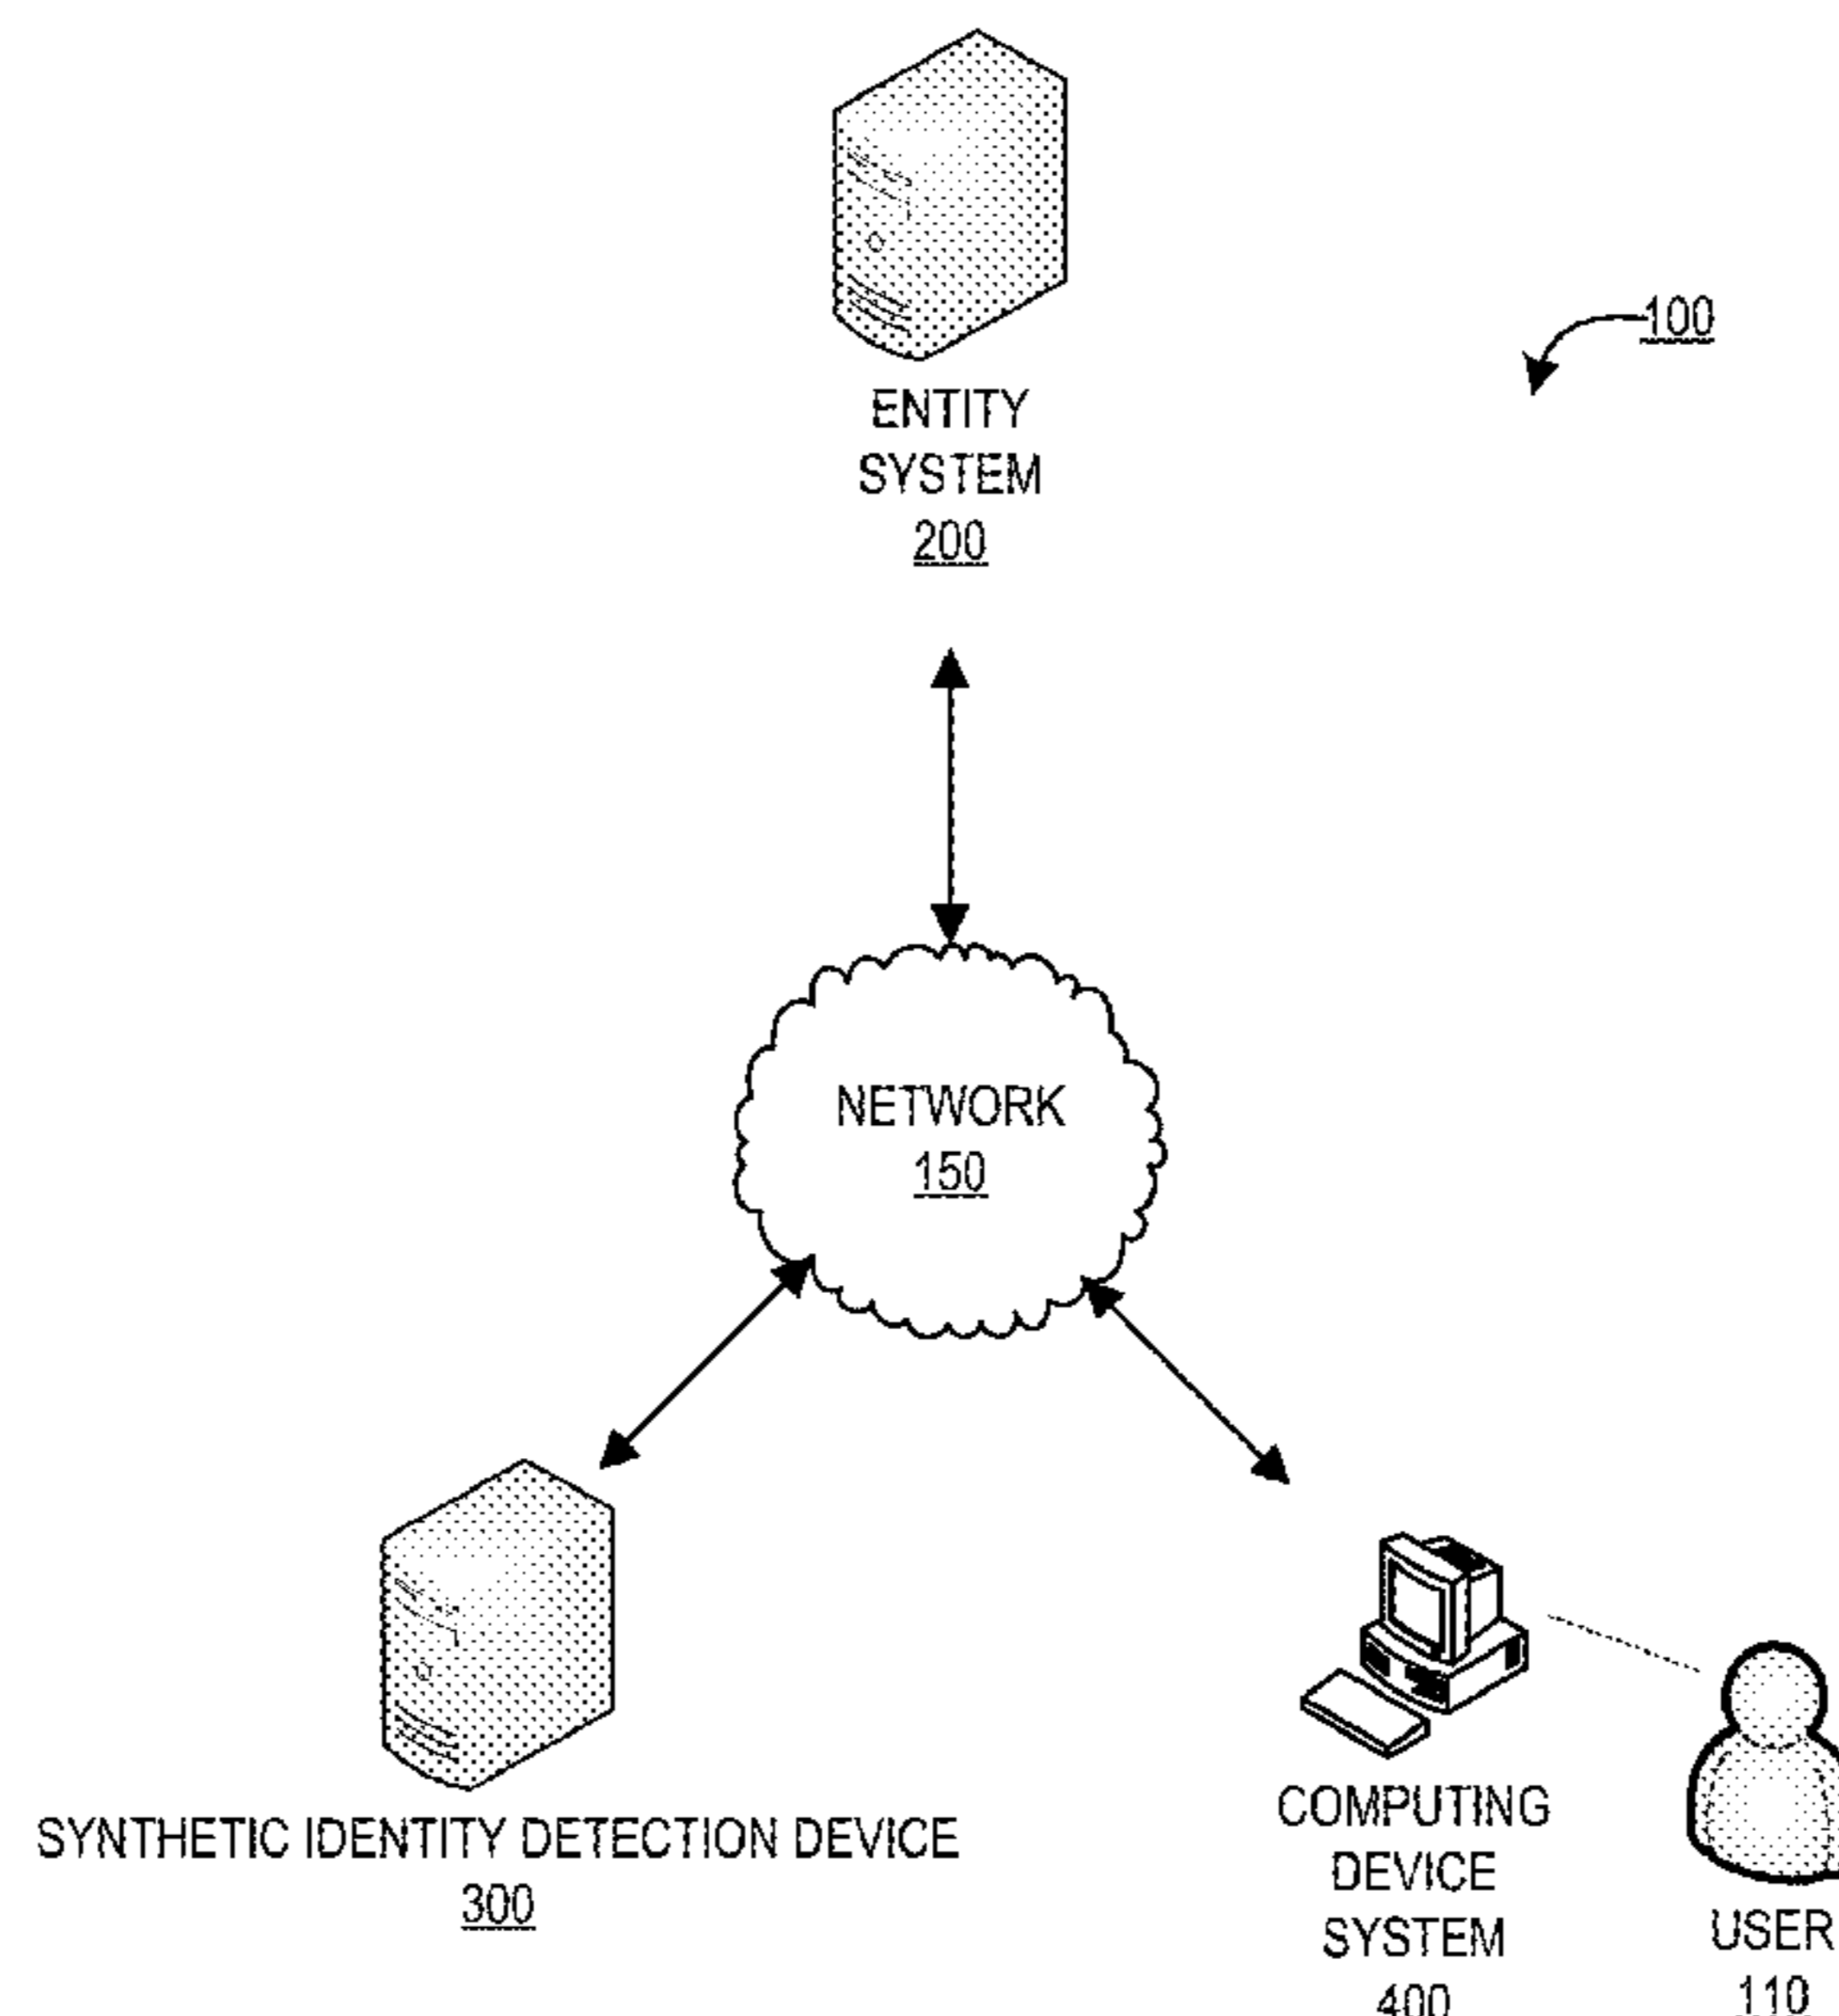 100
ENTITY
SYSTEM
200
NETWORK
150
SYNTHETIC IDENTITY DETECTION DEVICE
300
COMPUTING
DEVICE
SYSTEM
400
USER
110